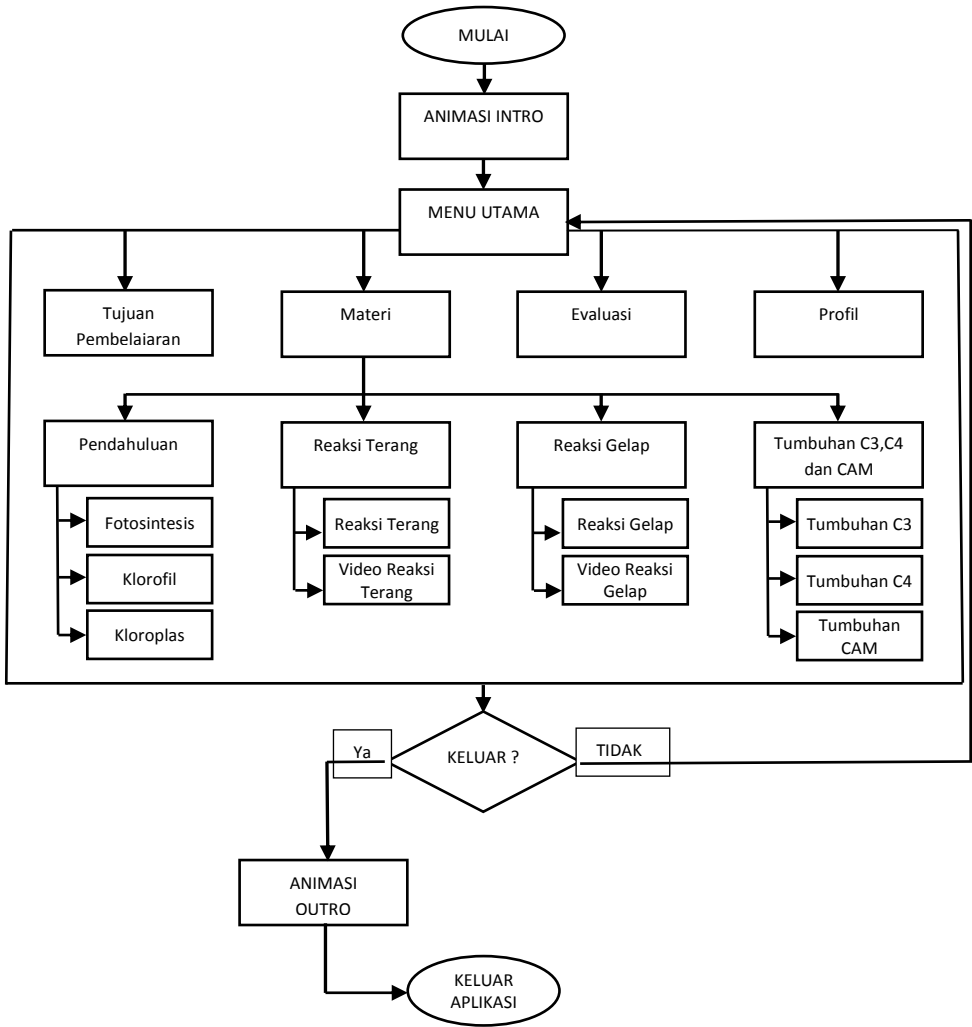 MULAI
ANIMASI INTRO
MENU UTAMA
Tujuan
Pembelaiaran
Materi
Evaluasi
Profil
Pendahuluan
Reaksi Terang
Reaksi Gelap
Tumbuhan C3,C4
dan CAM
Fotosintesis
Klorofil
Kloroplas
Reaksi Terang
Video Reaksi
Terang
Reaksi Gelap
Video Reaksi
Gelap
Tumbuhan C3
Tumbuhan C4
Tumbuhan
CAM
Ya
KELUAR ?
TIDAK
ANIMASI
OUTRO
KELUAR
APLIKASI